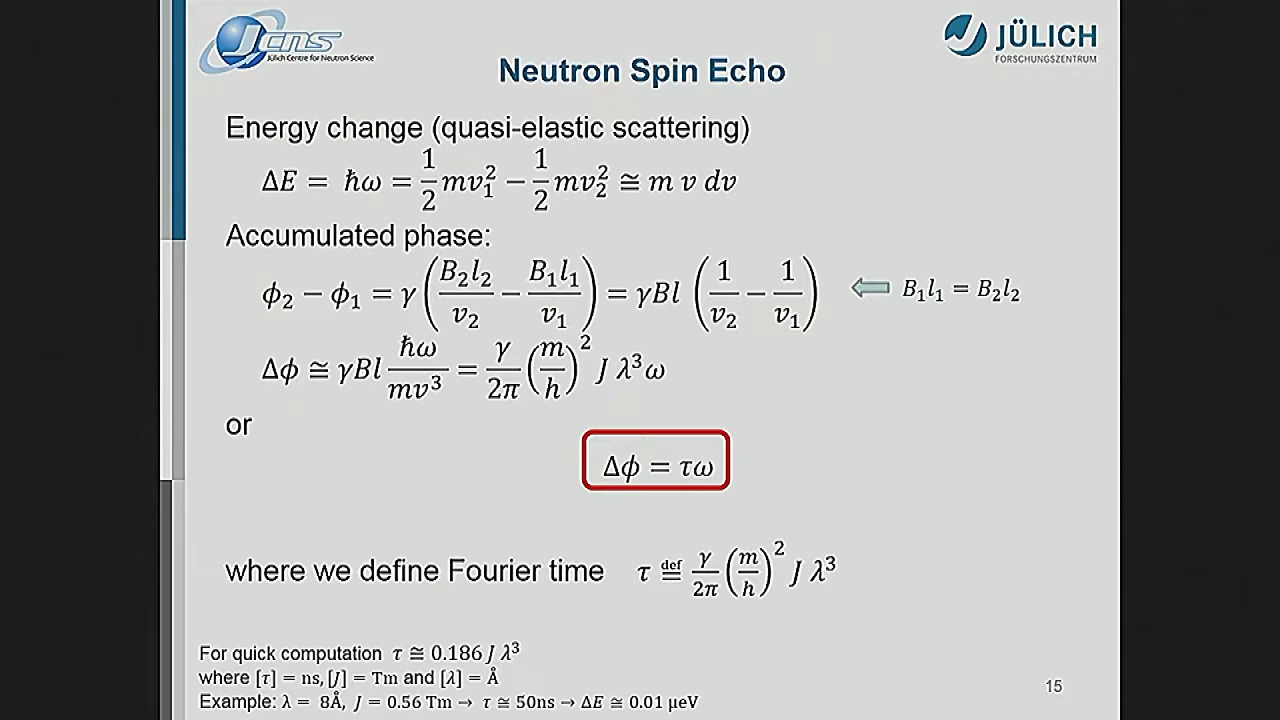 Jcns
Jülich Centre for Neutron Science
JÜLICH
FORSCHUNGSZENTRUM
Neutron Spin Echo
Energy change (quasi-elastic scattering)
ΔE = ħω = 1/2 mv₁² − 1/2 mv₂² ≅ m v dv
Accumulated phase:
ϕ₂ − ϕ₁ = γ(B₂l₂/v₂ − B₁l₁/v₁) = γBl (1/v₂ − 1/v₁) ⇐ B₁l₁ = B₂l₂
Δϕ ≅ γBl ħω/mv³ = γ/2π (m/h)² J λ³ω
or
Δϕ = τω
where we define Fourier time τ ≝ γ/2π (m/h)² J λ³
For quick computation τ ≅ 0.186 J λ³
where [τ] = ns, [J] = Tm and [λ] = Å
Example: λ = 8Å, J = 0.56 Tm → τ ≅ 50ns → ΔE ≅ 0.01 μeV
15